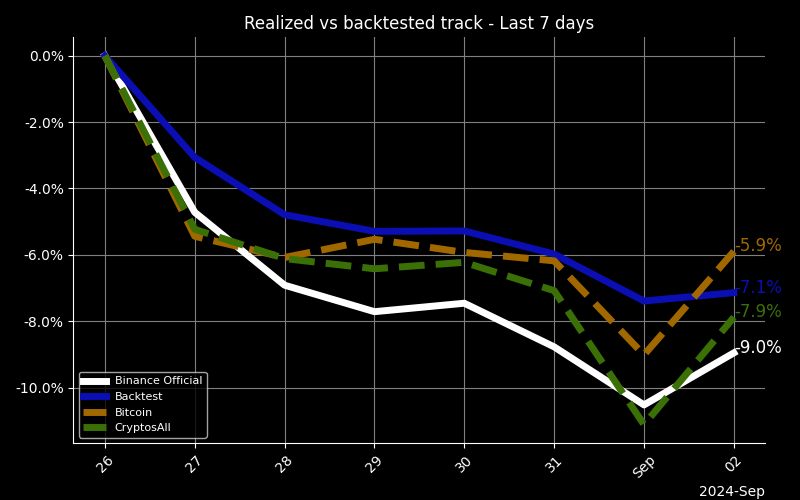 Realized vs backtested track - Last 7 days
0.0%
-2.0%
-4.0%
-6.0%
-8.0%
-10.0%
-5.9%
-7.1%
-7.9%
-9.0%
Binance Official
Backtest
Bitcoin
CryptosAll
26
27
28
29
30
31
Sep
02
2024-Sep